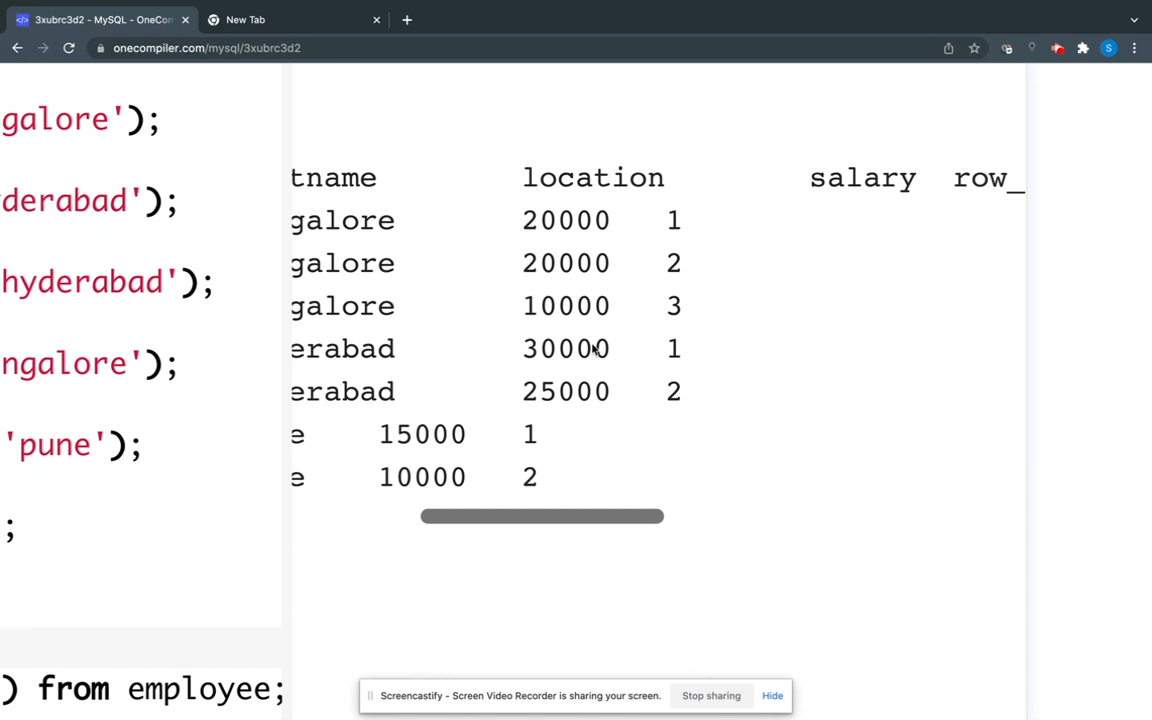 3xubrc3d2 - MySQL - OneCom
New Tab
onecompiler.com/mysql/3xubrc3d2
S
galore');
derabad');
hyderabad');
ngalore');
'pune');
;
) from employee;
tname location salary row_
galore 20000 1
galore 20000 2
galore 10000 3
erabad 30000 1
erabad 25000 2
e 15000 1
e 10000 2
Screencastify - Screen Video Recorder is sharing your screen.
Stop sharing
Hide